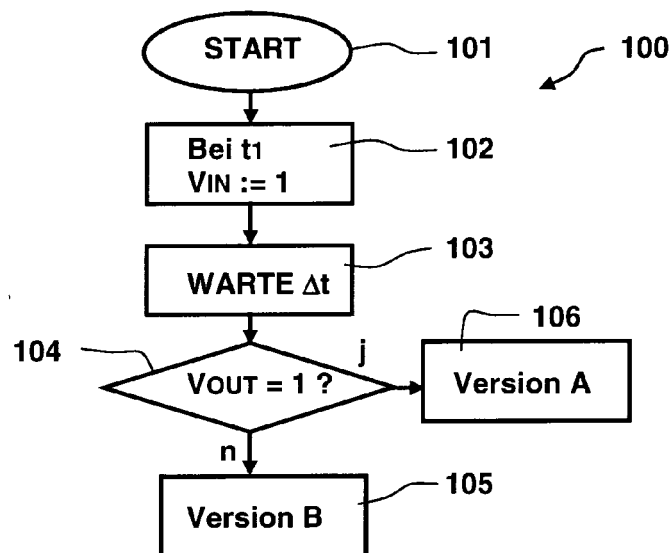 START
101
100
Bei t1
VIN := 1
102
WARTE Δt
103
104
VOUT = 1 ?
j
106
Version A
n
Version B
105